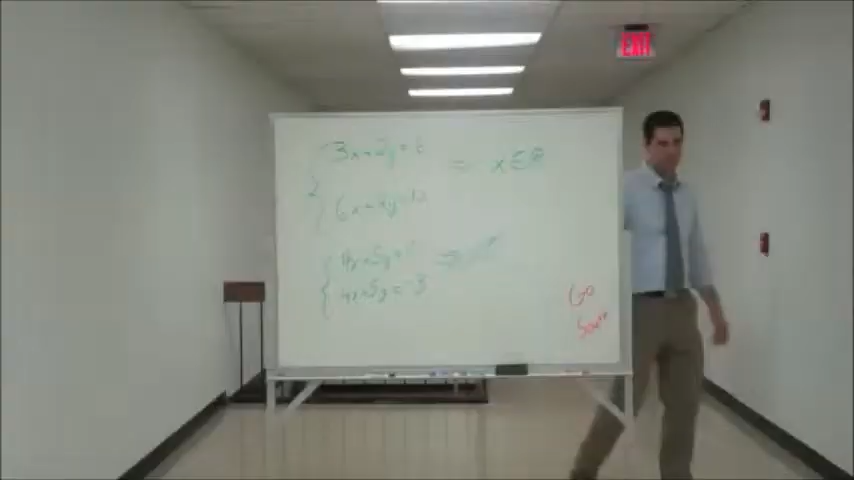 EXIT
3x+2y=6
= x∈ℝ
6x+4y=12
4x+5y=
4x+5y=-3
Go